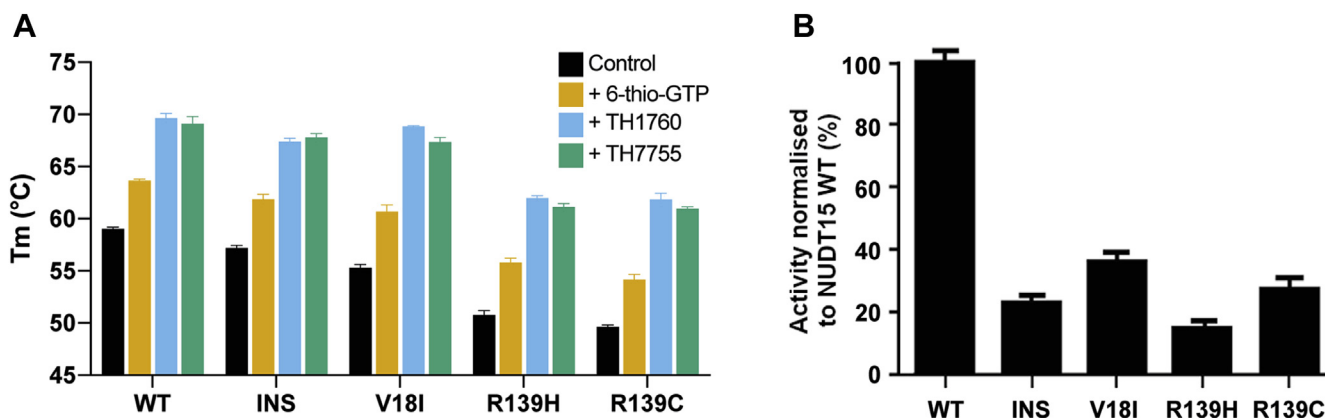 A
Tm (°C)
75
70
65
60
55
50
45
WT INS V18I R139H R139C
Control
+ 6-thio-GTP
+ TH1760
+ TH7755
B
Activity normalised
to NUDT15 WT (%)
100
80
60
40
20
0
WT INS V18I R139H R139C